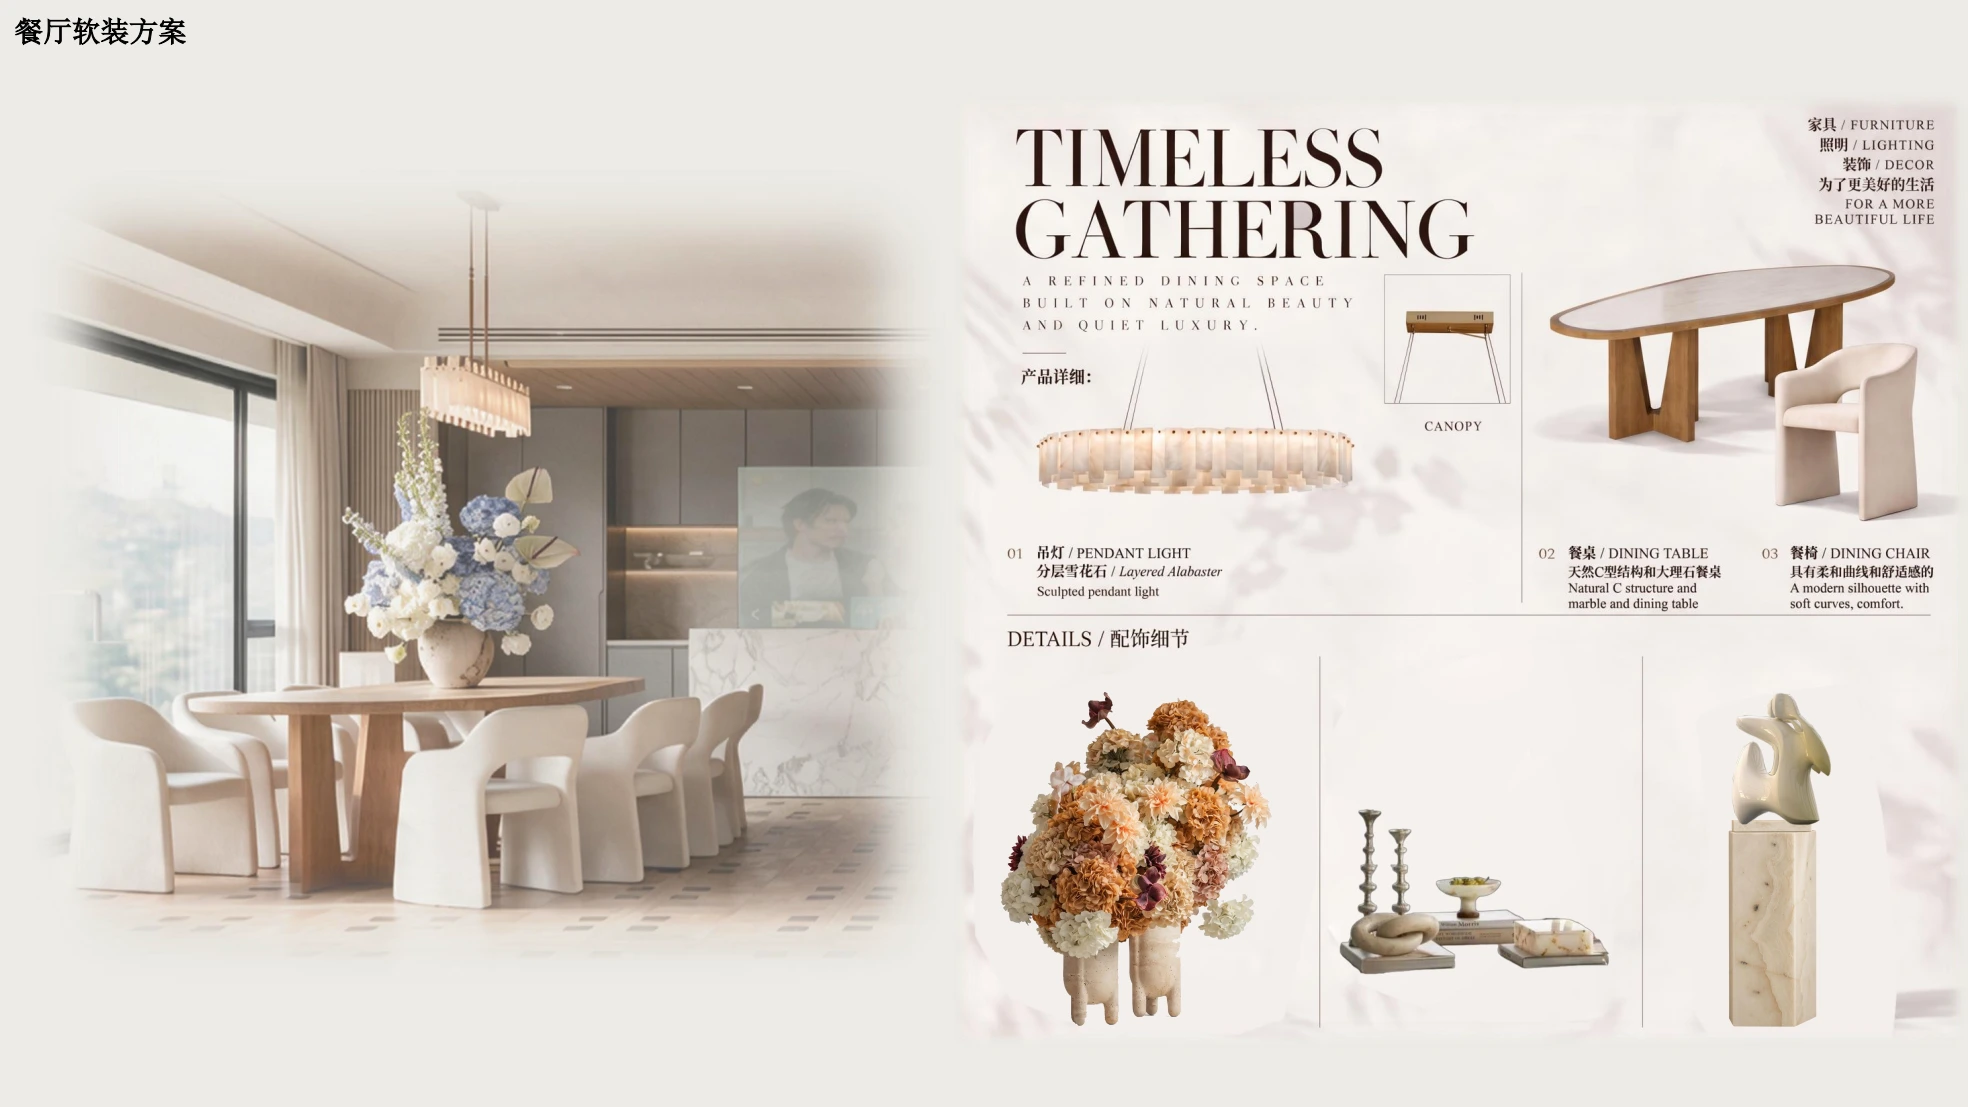 餐厅软装方案
TIMELESS
GATHERING
A REFINED DINING SPACE
BUILT ON NATURAL BEAUTY
AND QUIET LUXURY.
产品详细:
CANOPY
家具 / FURNITURE
照明 / LIGHTING
装饰 / DECOR
为了更美好的生活
FOR A MORE
BEAUTIFUL LIFE
01 吊灯 / PENDANT LIGHT
分层雪花石 / Layered Alabaster
Sculpted pendant light
02 餐桌 / DINING TABLE
天然C型结构和大理石餐桌
Natural C structure and
marble and dining table
03 餐椅 / DINING CHAIR
具有柔和曲线和舒适感的
A modern silhouette with
soft curves, comfort.
DETAILS / 配饰细节